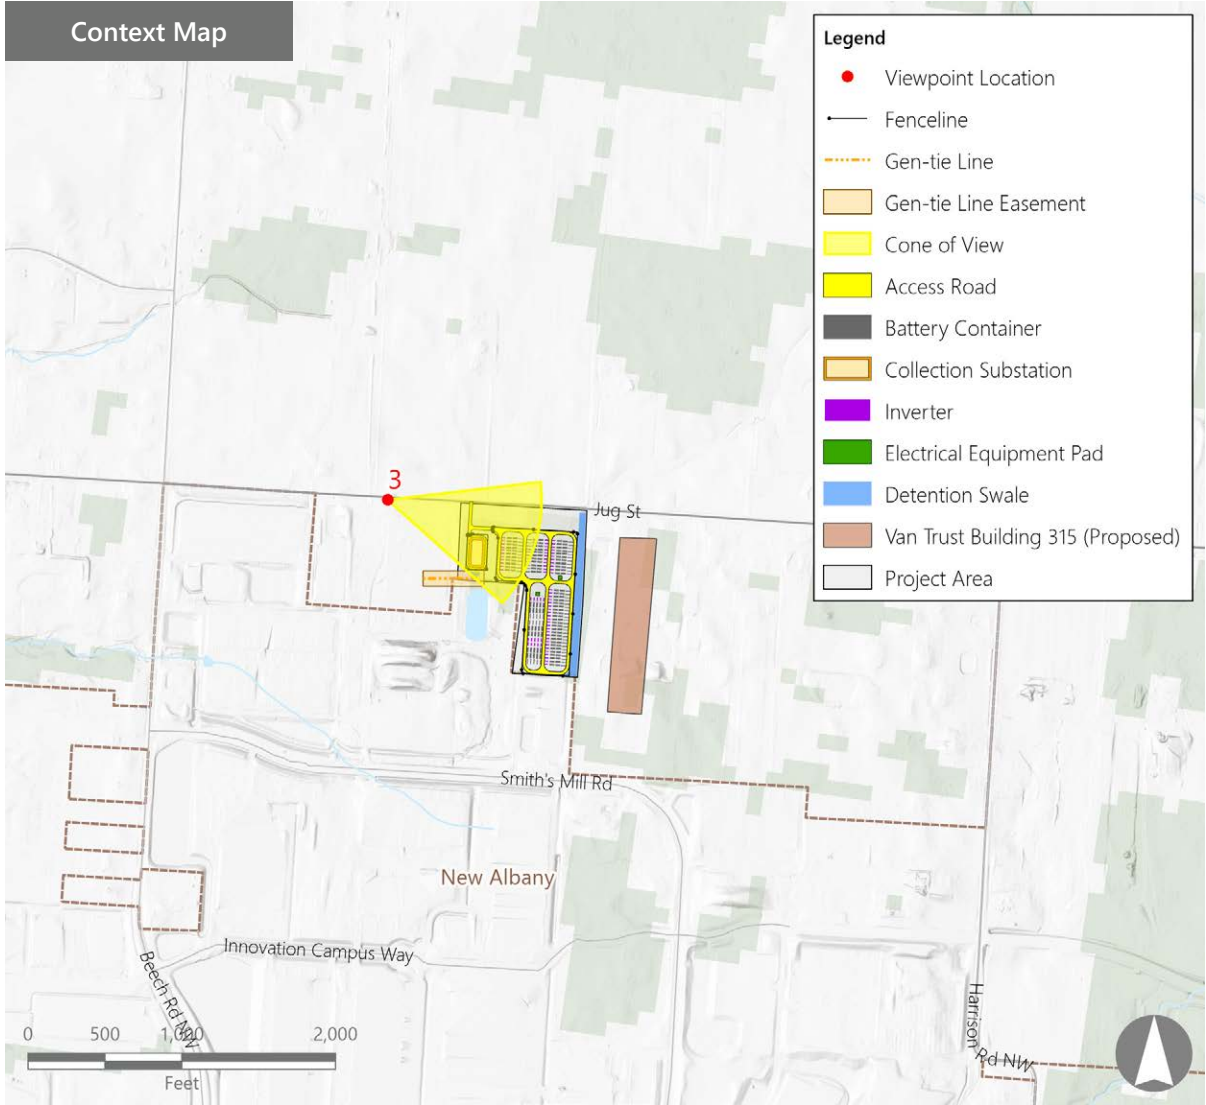 Context Map
Legend
Viewpoint Location
Fenceline
Gen-tie Line
Gen-tie Line Easement
Cone of View
Access Road
Battery Container
Collection Substation
Inverter
Electrical Equipment Pad
Detention Swale
Van Trust Building 315 (Proposed)
Project Area
3
Jug St
Smith's Mill Rd
New Albany
Innovation Campus Way
Beech Rd NW
Harrison Rd NW
0 500 1,000 2,000
Feet